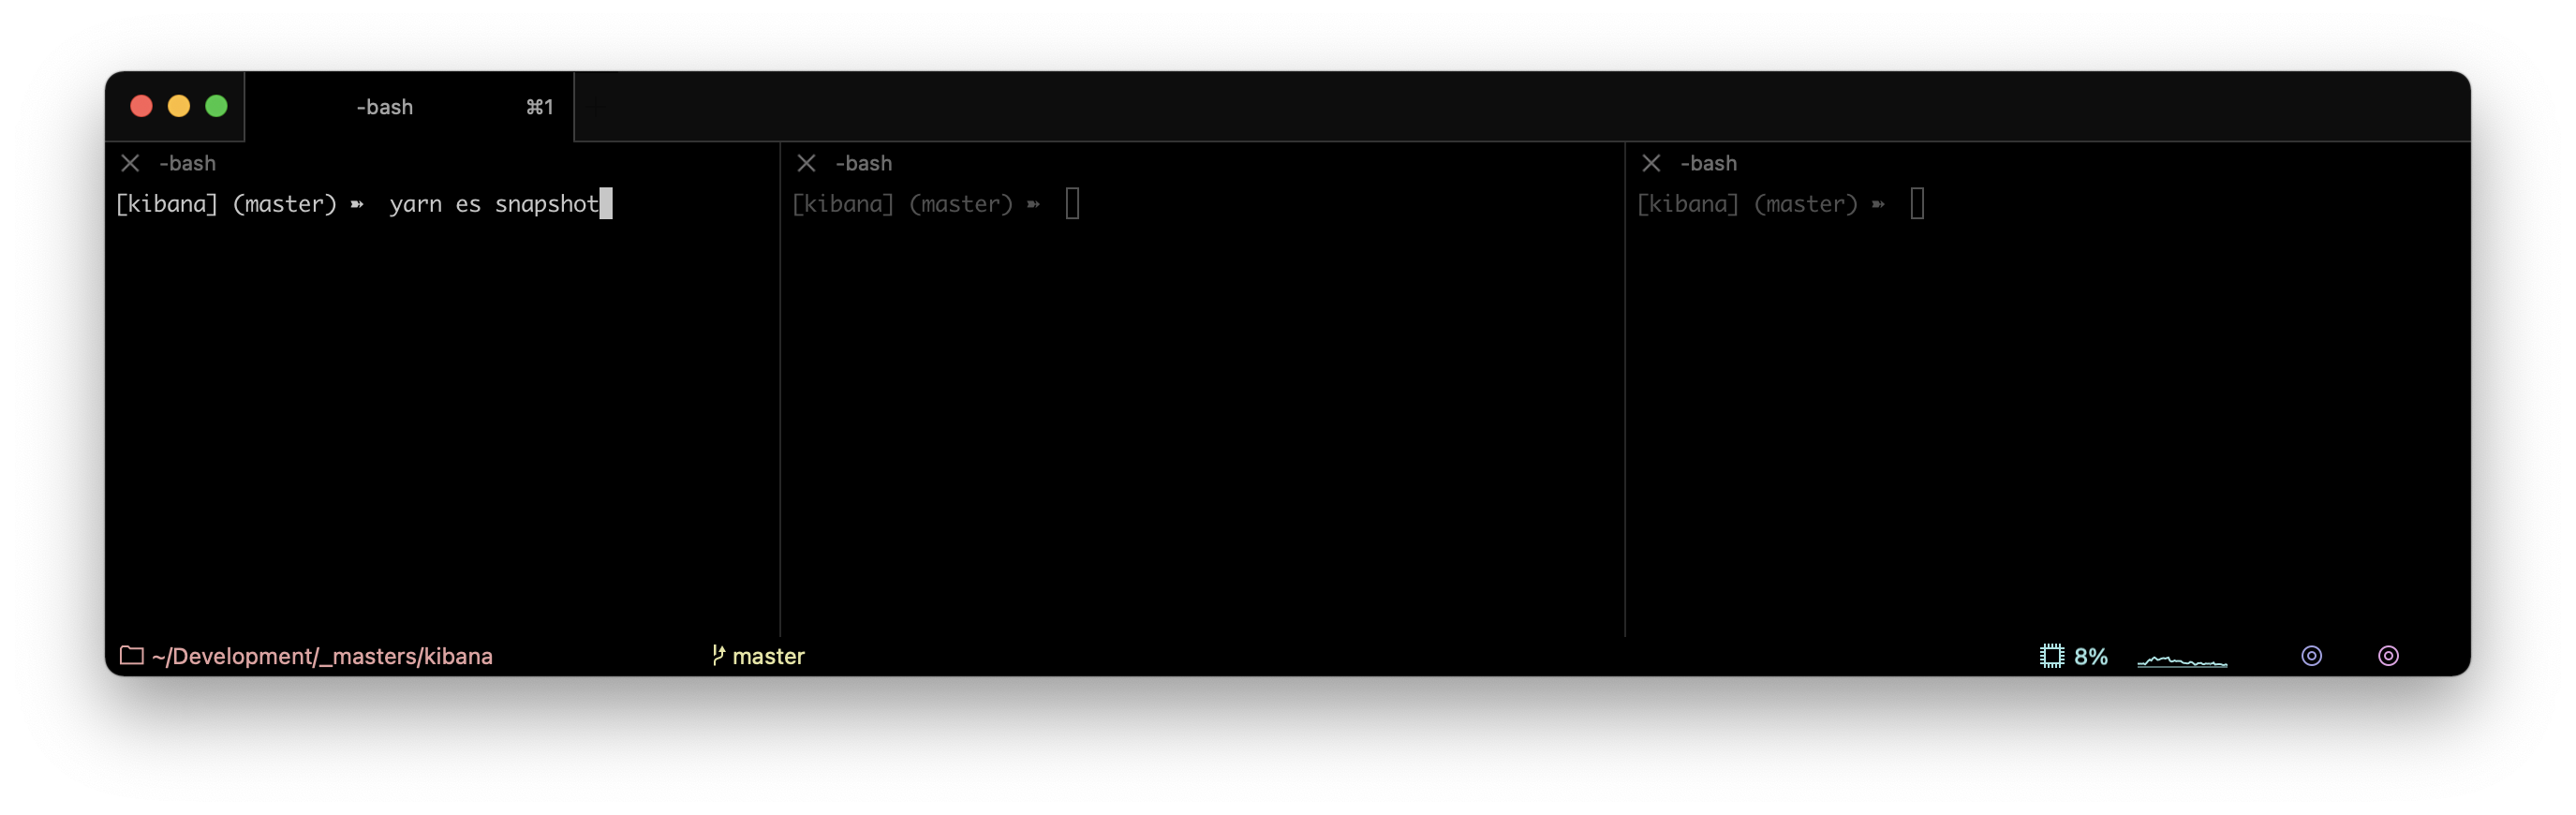 -bash ⌘1
-bash
[kibana] (master) ➽ yarn es snapshot
-bash
[kibana] (master) ➽
-bash
[kibana] (master) ➽
~/Development/_masters/kibana
master
8%